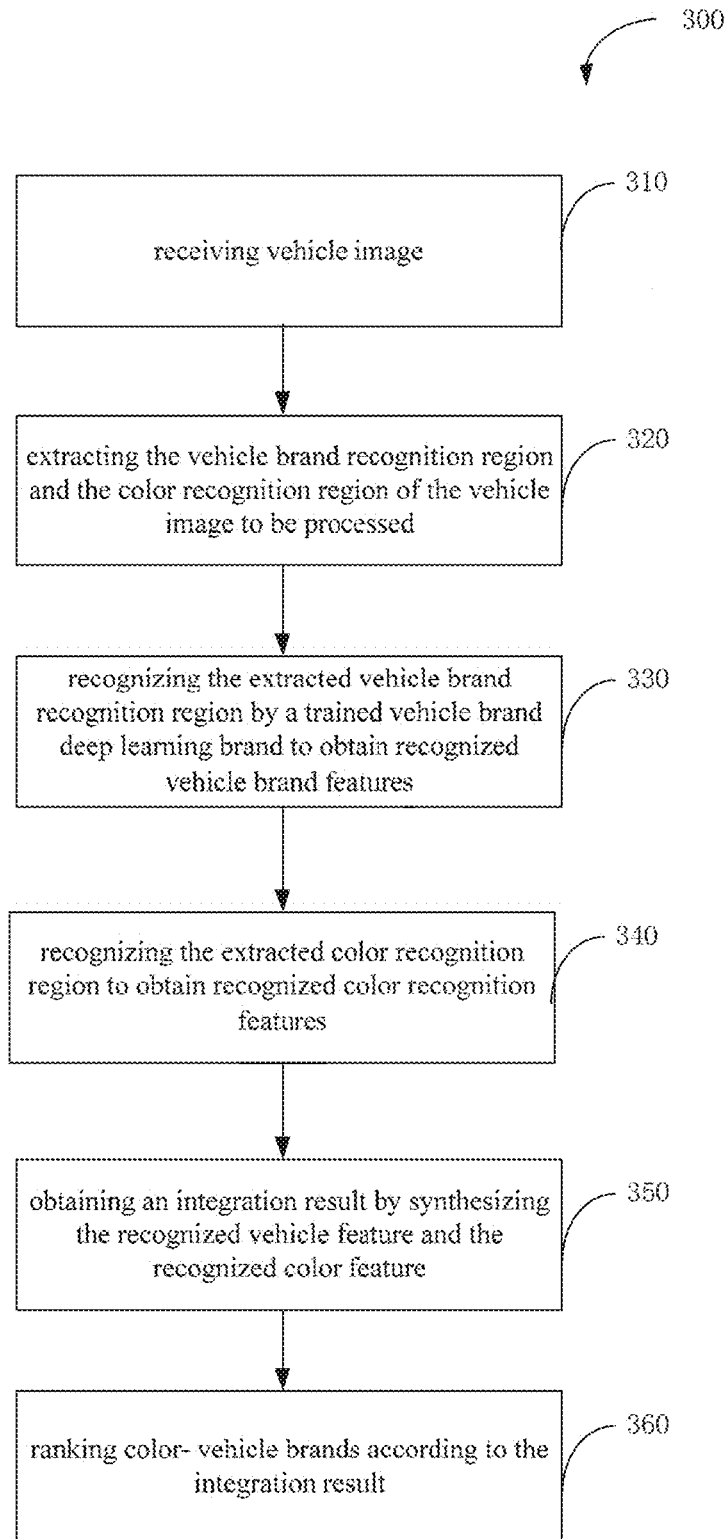 300
310
receiving vehicle image
320
extracting the vehicle brand recognition region
and the color recognition region of the vehicle
image to be processed
330
recognizing the extracted vehicle brand
recognition region by a trained vehicle brand
deep learning brand to obtain recognized
vehicle brand features
340
recognizing the extracted color recognition
region to obtain recognized color recognition
features
350
obtaining an integration result by synthesizing
the recognized vehicle feature and the
recognized color feature
360
ranking color- vehicle brands according to the
integration result